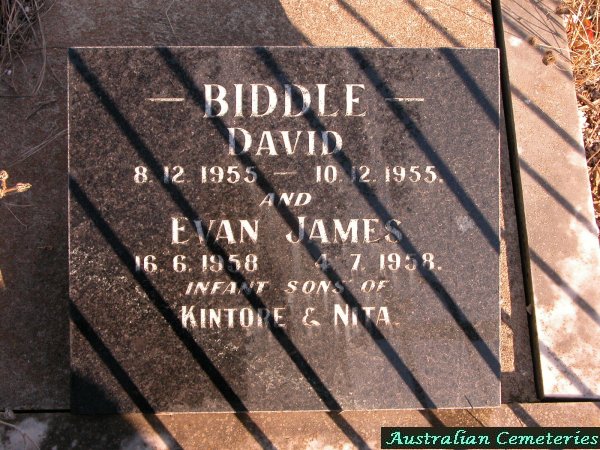 — BIDDLE —
DAVID
8.12.1955 — 10.12.1955.
AND
EVAN JAMES
16.6.1958 4.7.1958.
INFANT SONS OF
KINTORE & NITA
Australian Cemeteries